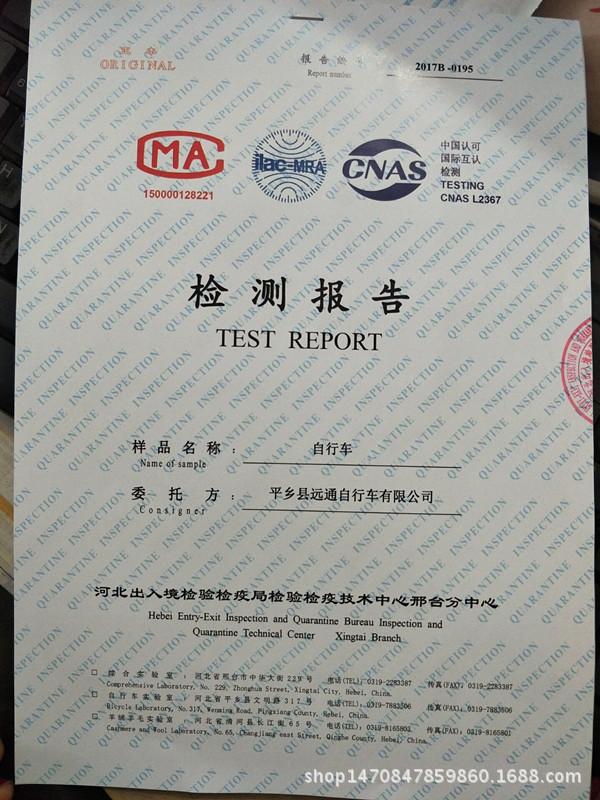 正本
ORIGINAL
报告编号
Report number
2017B-0195
MA
150000128221
ilac-MRA
CNAS
中国认可
国际互认
检测
TESTING
CNAS L2367
检测报告
TEST REPORT
样品名称：
自行车
Name of sample
委托方：
平乡县远通自行车有限公司
Consigner
河北出入境检验检疫局检验检疫技术中心邢台分中心
Hebei Entry-Exit Inspection and Quarantine Bureau Inspection and
Quarantine Technical Center Xingtai Branch
□ 综合实验室：河北省邢台市中华大街229号 电话(TEL): 0319-2283387 传真(FAX): 0319-2283387
Comprehensive Laboratory, No. 229, Zhonghua Street, Xingtai City, Hebei, China.
□ 自行车实验室：河北省平乡县文明路317号 电话(TEL): 0319-7883506 传真(FAX): 0319-7883506
Bicycle Laboratory, No.317, Wenming Road, Pingxiang County, Hebei, China.
□ 羊绒羊毛实验室：河北省清河县长江街65号 电话(TEL): 0319-8165803 传真(FAX): 0319-8165801
Cashmere and Wool Laboratory, No.65, Changjiang east Street, Qinghe County, Hebei, China
shop1470847859860.1688.com